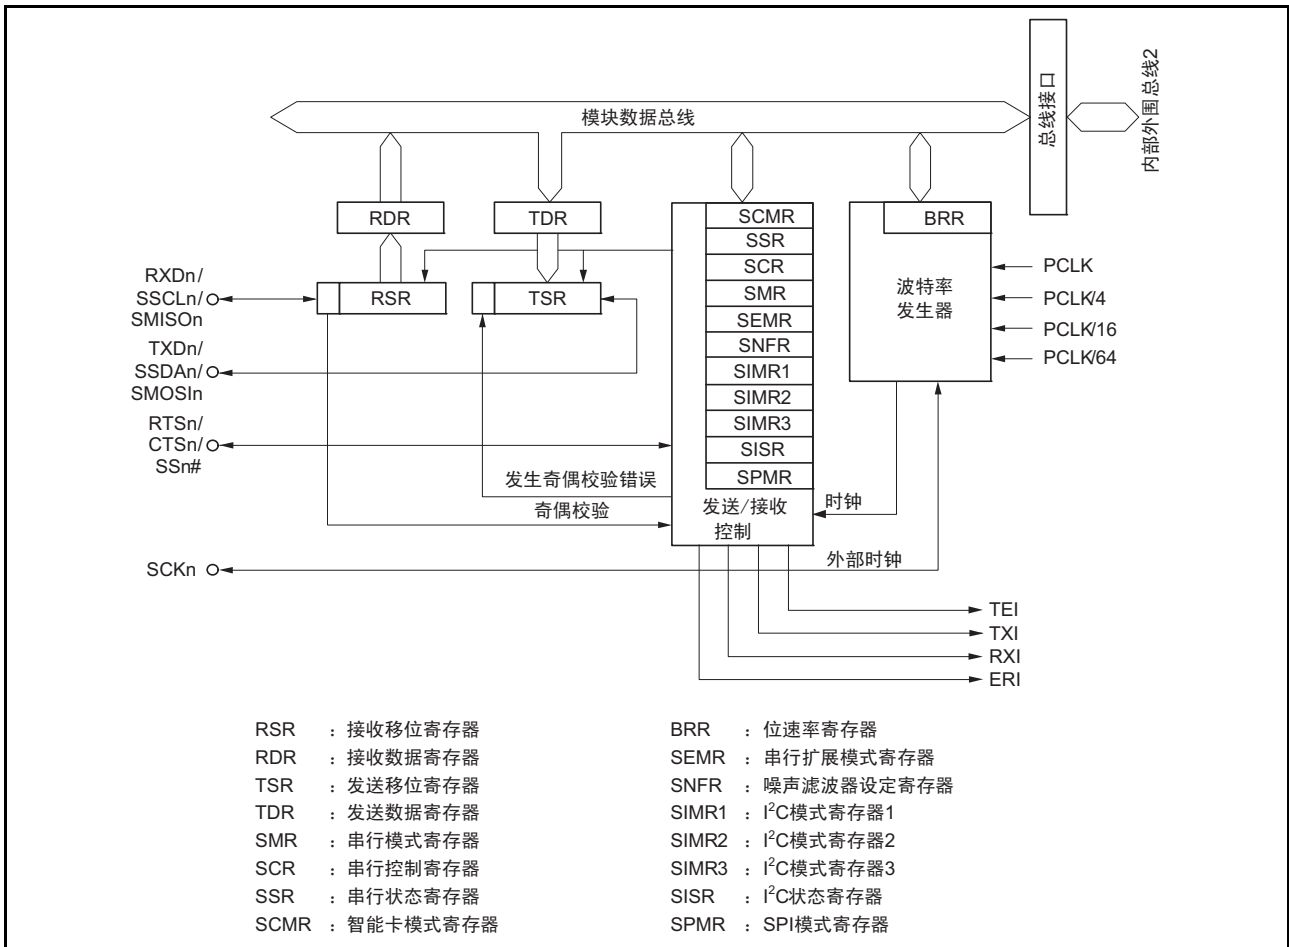 模块数据总线
总线接口
内部外围总线2
RDR
TDR
RSR
TSR
SCMR
SSR
SCR
SMR
SEMR
SNFR
SIMR1
SIMR2
SIMR3
SISR
SPMR
发送/接收
控制
BRR
波特率
发生器
PCLK
PCLK/4
PCLK/16
PCLK/64
RXDn/
SSCLn/
SMISOn
TXDn/
SSDAn/
SMOSIn
RTSn/
CTSn/
SSn#
发生奇偶校验错误
奇偶校验
时钟
SCKn
外部时钟
TEI
TXI
RXI
ERI
RSR ：接收移位寄存器
RDR ：接收数据寄存器
TSR ：发送移位寄存器
TDR ：发送数据寄存器
SMR ：串行模式寄存器
SCR ：串行控制寄存器
SSR ：串行状态寄存器
SCMR ：智能卡模式寄存器
BRR ：位速率寄存器
SEMR ：串行扩展模式寄存器
SNFR ：噪声滤波器设定寄存器
SIMR1 ：I²C模式寄存器1
SIMR2 ：I²C模式寄存器2
SIMR3 ：I²C模式寄存器3
SISR ：I²C状态寄存器
SPMR ：SPI模式寄存器